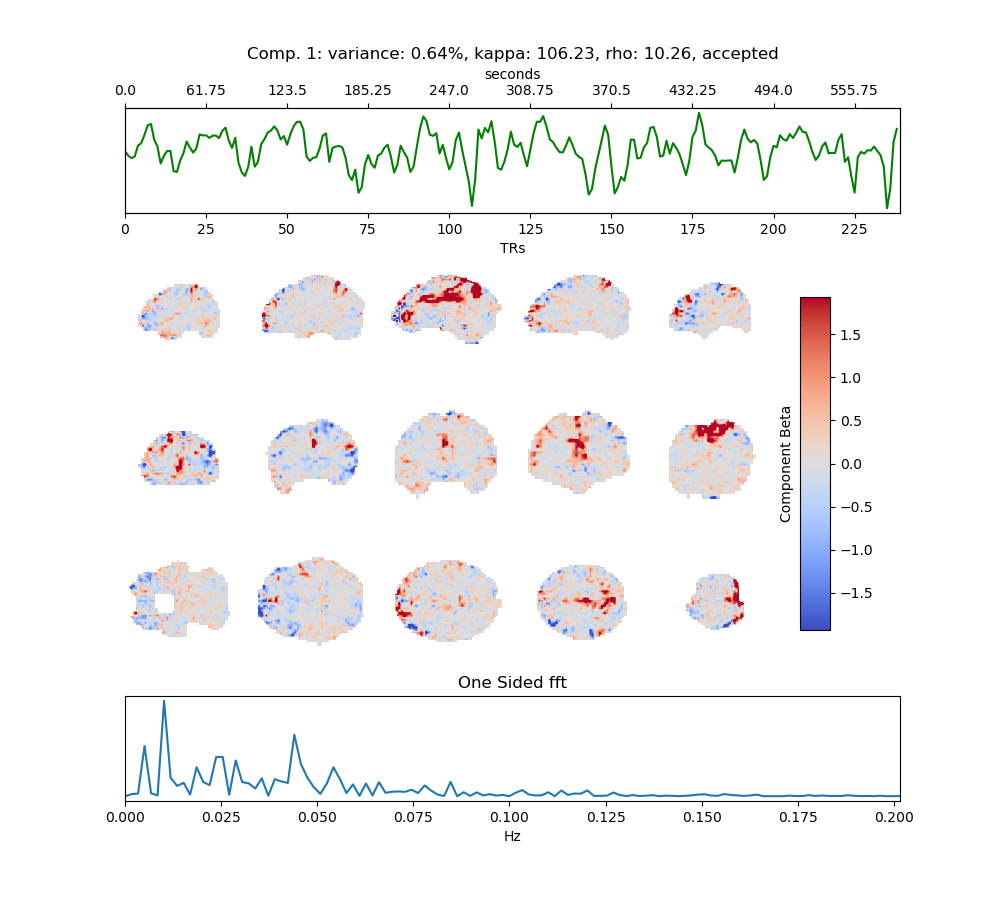 Comp. 1: variance: 0.64%, kappa: 106.23, rho: 10.26, accepted
seconds
0.0 61.75 123.5 185.25 247.0 308.75 370.5 432.25 494.0 555.75
0 25 50 75 100 125 150 175 200 225
TRs
1.5
1.0
0.5
0.0
−0.5
−1.0
−1.5
Component Beta
One Sided fft
0.000 0.025 0.050 0.075 0.100 0.125 0.150 0.175 0.200
Hz